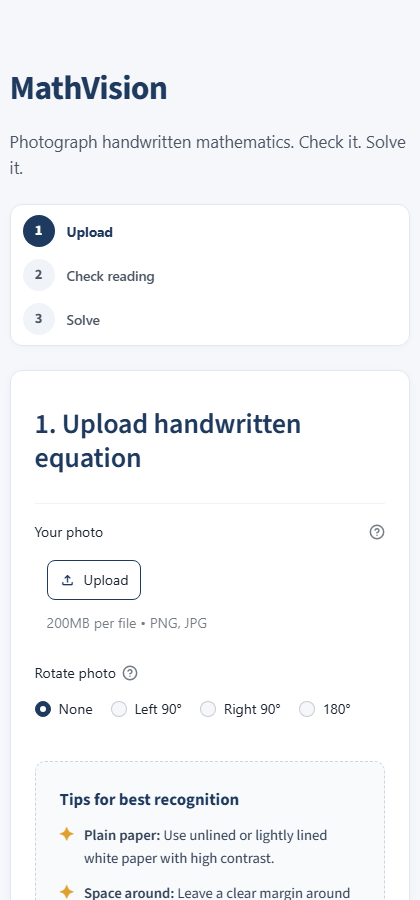 MathVision
Photograph handwritten mathematics. Check it. Solve
it.
1 Upload
2 Check reading
3 Solve
1. Upload handwritten
equation
Your photo ?
Upload
200MB per file • PNG, JPG
Rotate photo ?
None Left 90° Right 90° 180°
Tips for best recognition
Plain paper: Use unlined or lightly lined
white paper with high contrast.
Space around: Leave a clear margin around